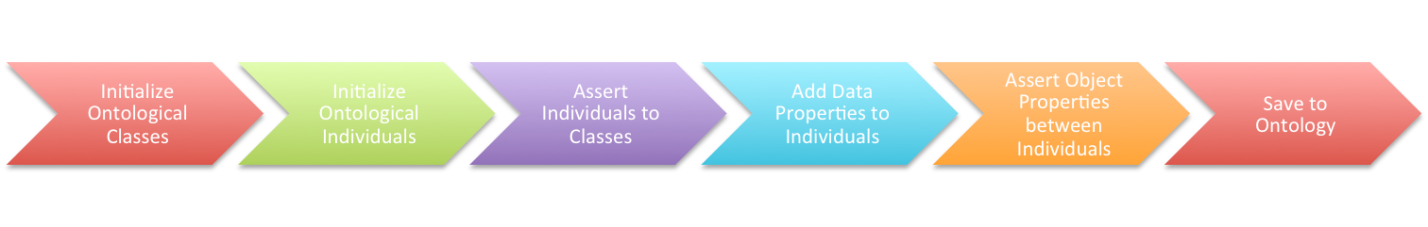 Initialize
Ontological
Classes
Initialize
Ontological
Individuals
Assert
Individuals to
Classes
Add Data
Properties to
Individuals
Assert Object
Properties
between
Individuals
Save to
Ontology